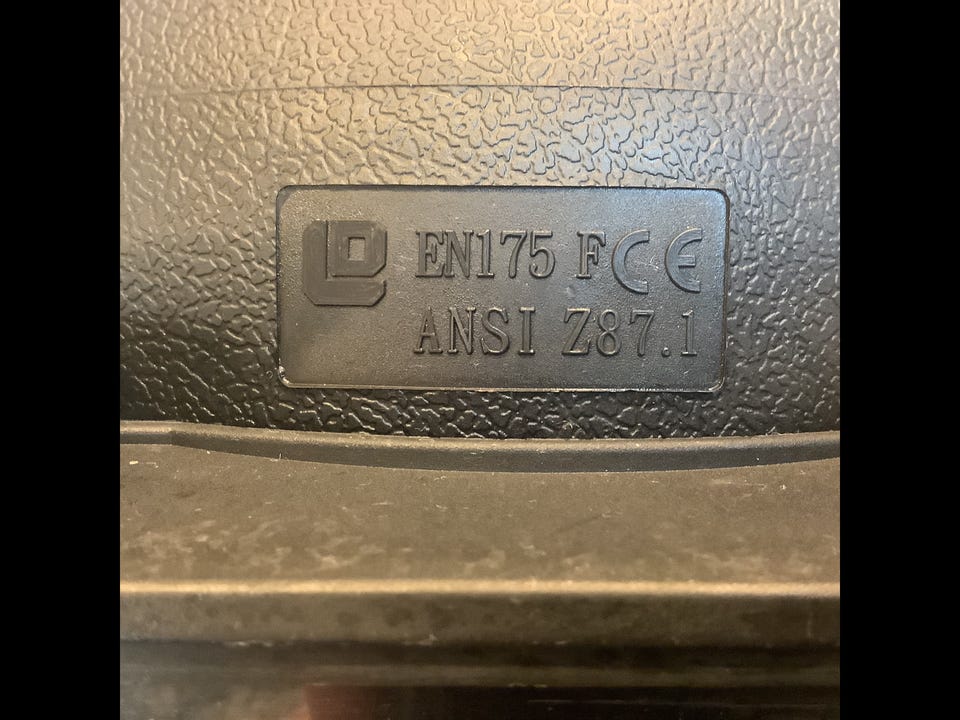 EN175 F CE
ANSI Z87.1